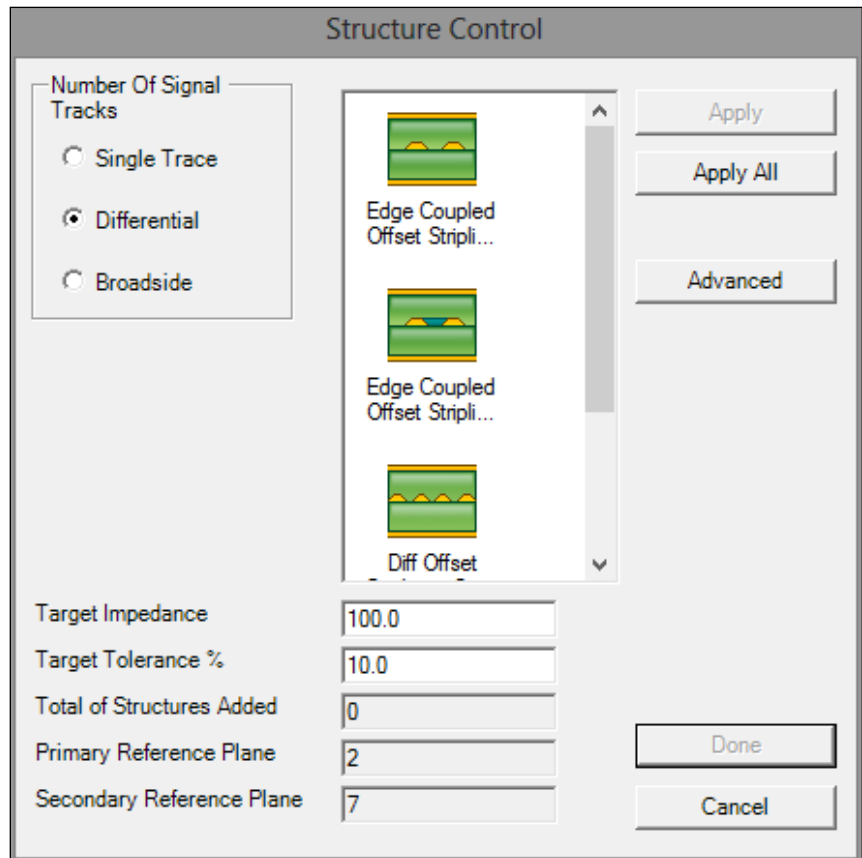 Structure Control
Number Of Signal
Tracks
Single Trace
Differential
Broadside
Edge Coupled
Offset Stripli...
Edge Coupled
Offset Stripli...
Diff Offset
Apply
Apply All
Advanced
Target Impedance
100.0
Target Tolerance %
10.0
Total of Structures Added
0
Primary Reference Plane
2
Secondary Reference Plane
7
Done
Cancel